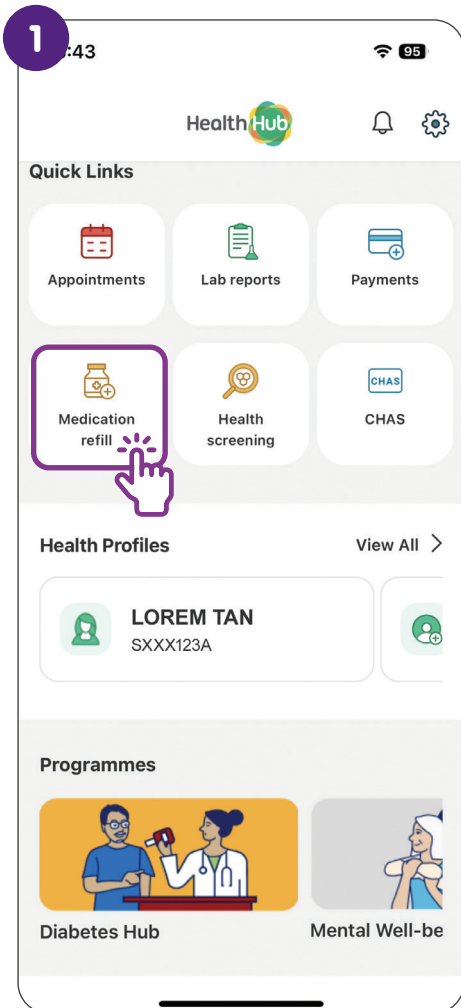 1
:43
95
HealthHub
Quick Links
Appointments
Lab reports
Payments
CHAS
Medication
refill
Health
screening
CHAS
Health Profiles
View All >
LOREM TAN
SXXX123A
Programmes
Diabetes Hub
Mental Well-be